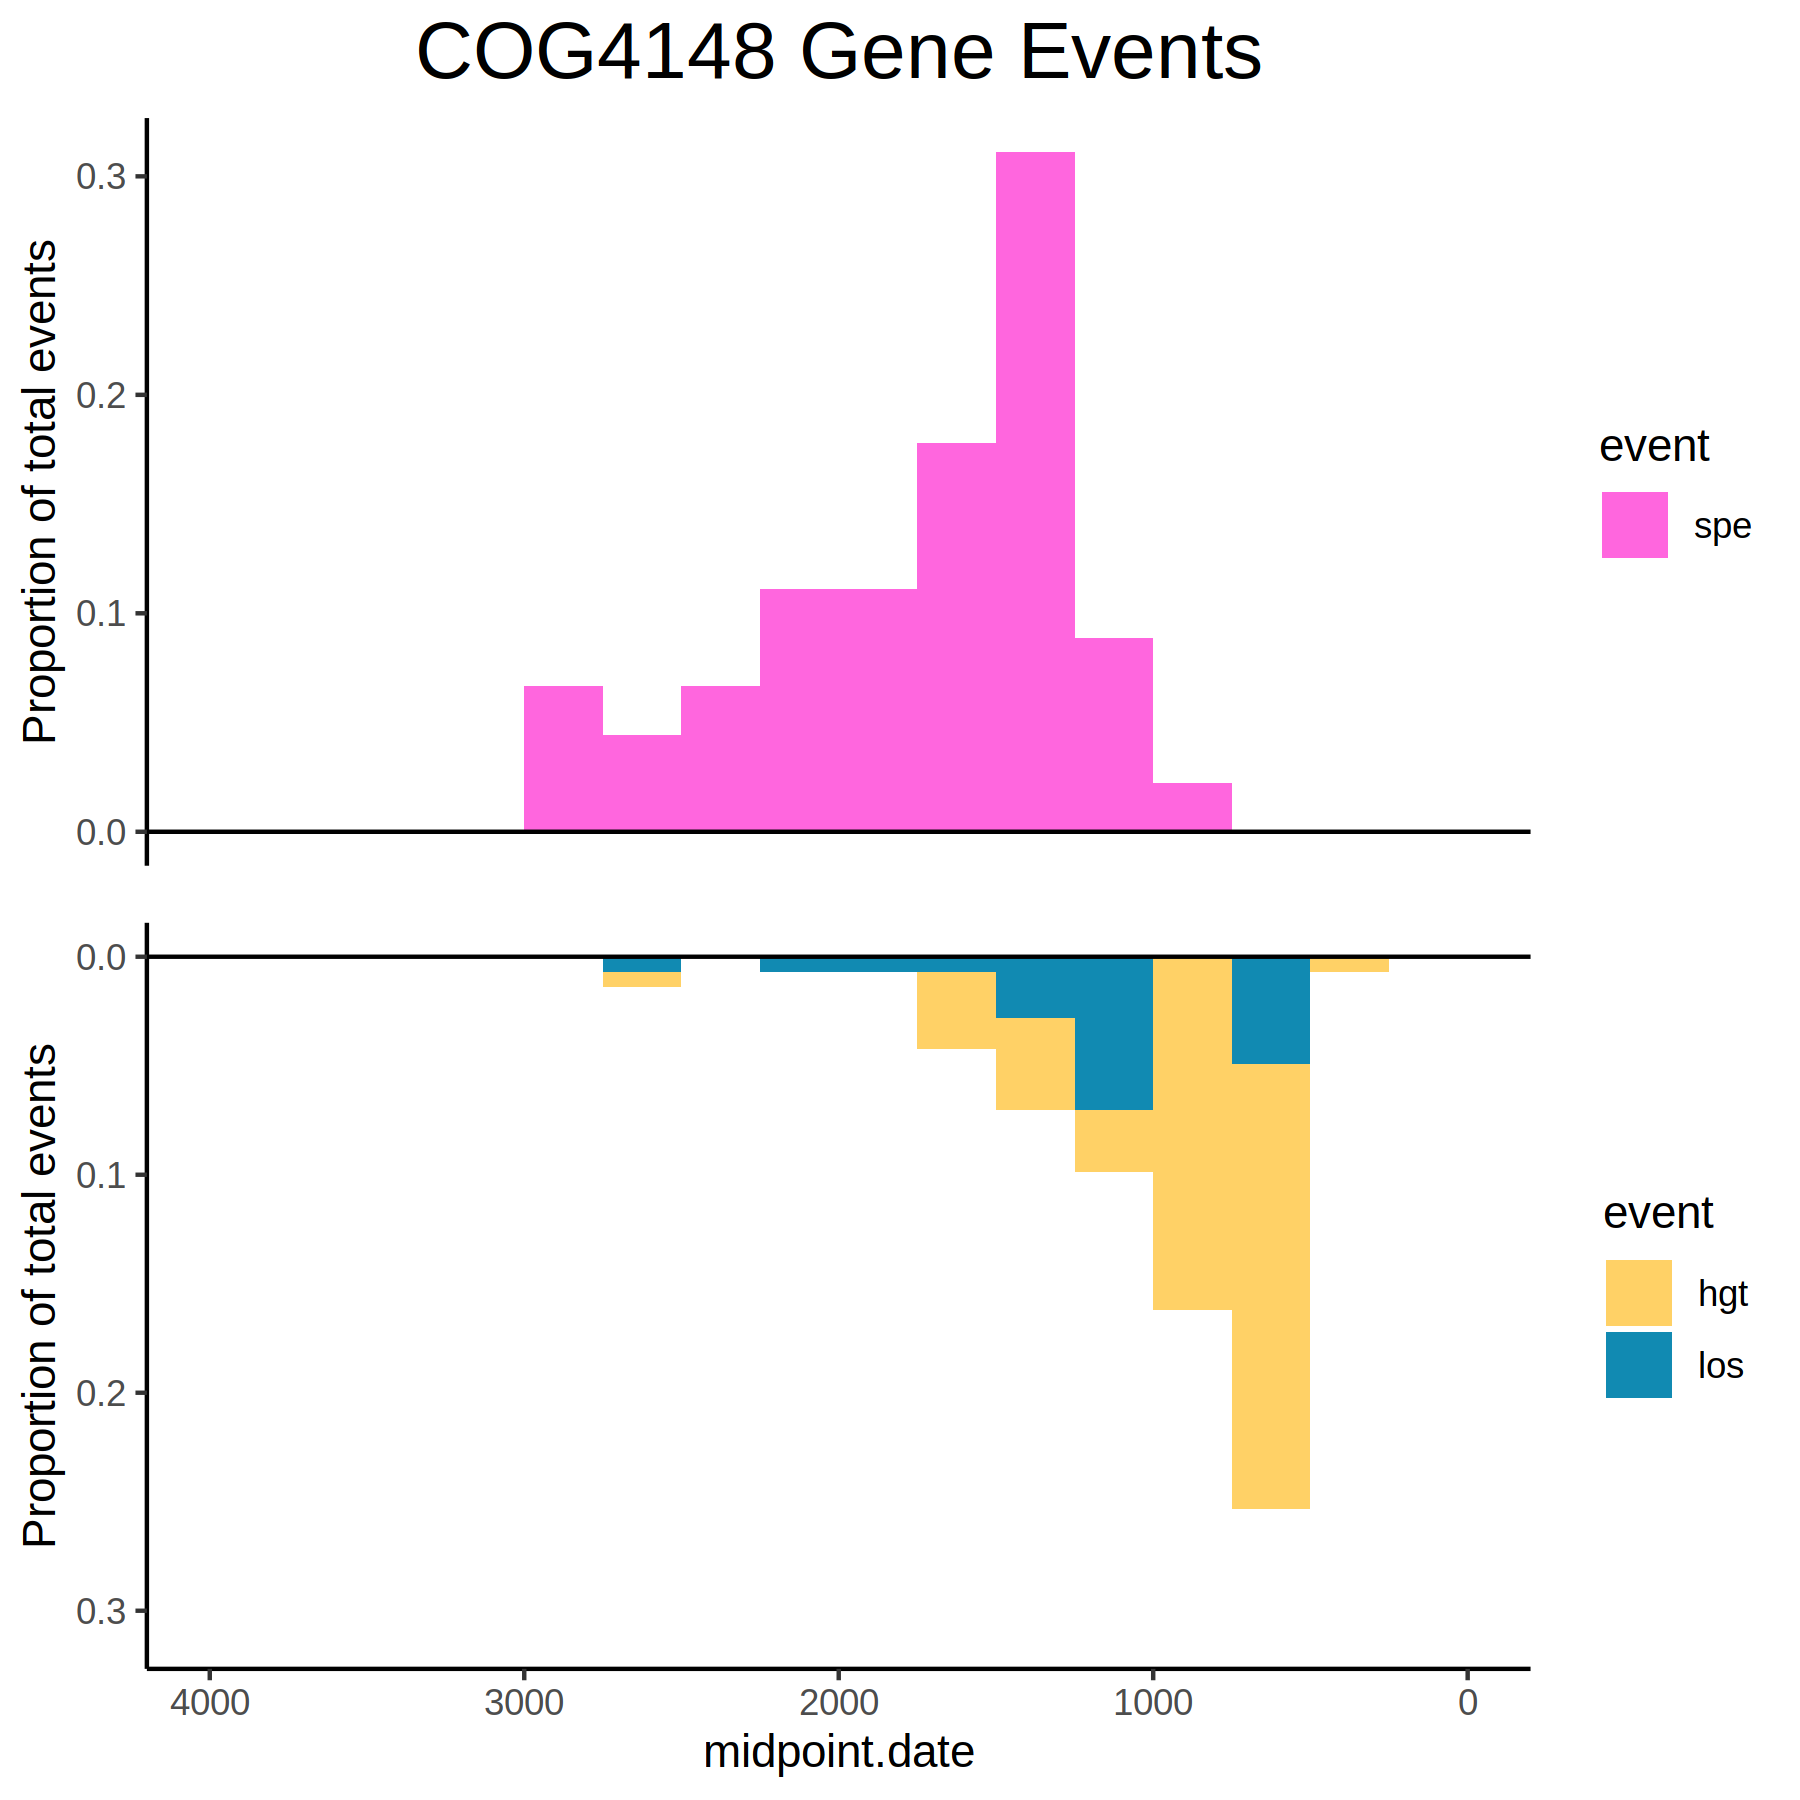 COG4148 Gene Events
Proportion of total events
0.3
0.2
0.1
0.0
event
spe
Proportion of total events
0.0
0.1
0.2
0.3
event
hgt
los
4000 3000 2000 1000 0
midpoint.date